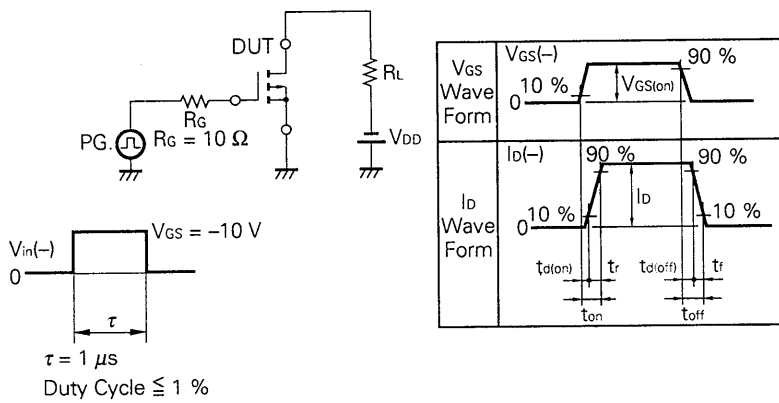 DUT
RL
RG
PG.
RG = 10 Ω
VDD
Vin(−)
0
VGS = −10 V
τ
τ = 1 μs
Duty Cycle ≦ 1 %
VGS
Wave
Form
VGS(−)
10 %
0
VGS(on)
90 %
ID
Wave
Form
ID(−)
90 %
90 %
10 %
0
ID
10 %
td(on)
tr
td(off)
tf
ton
toff